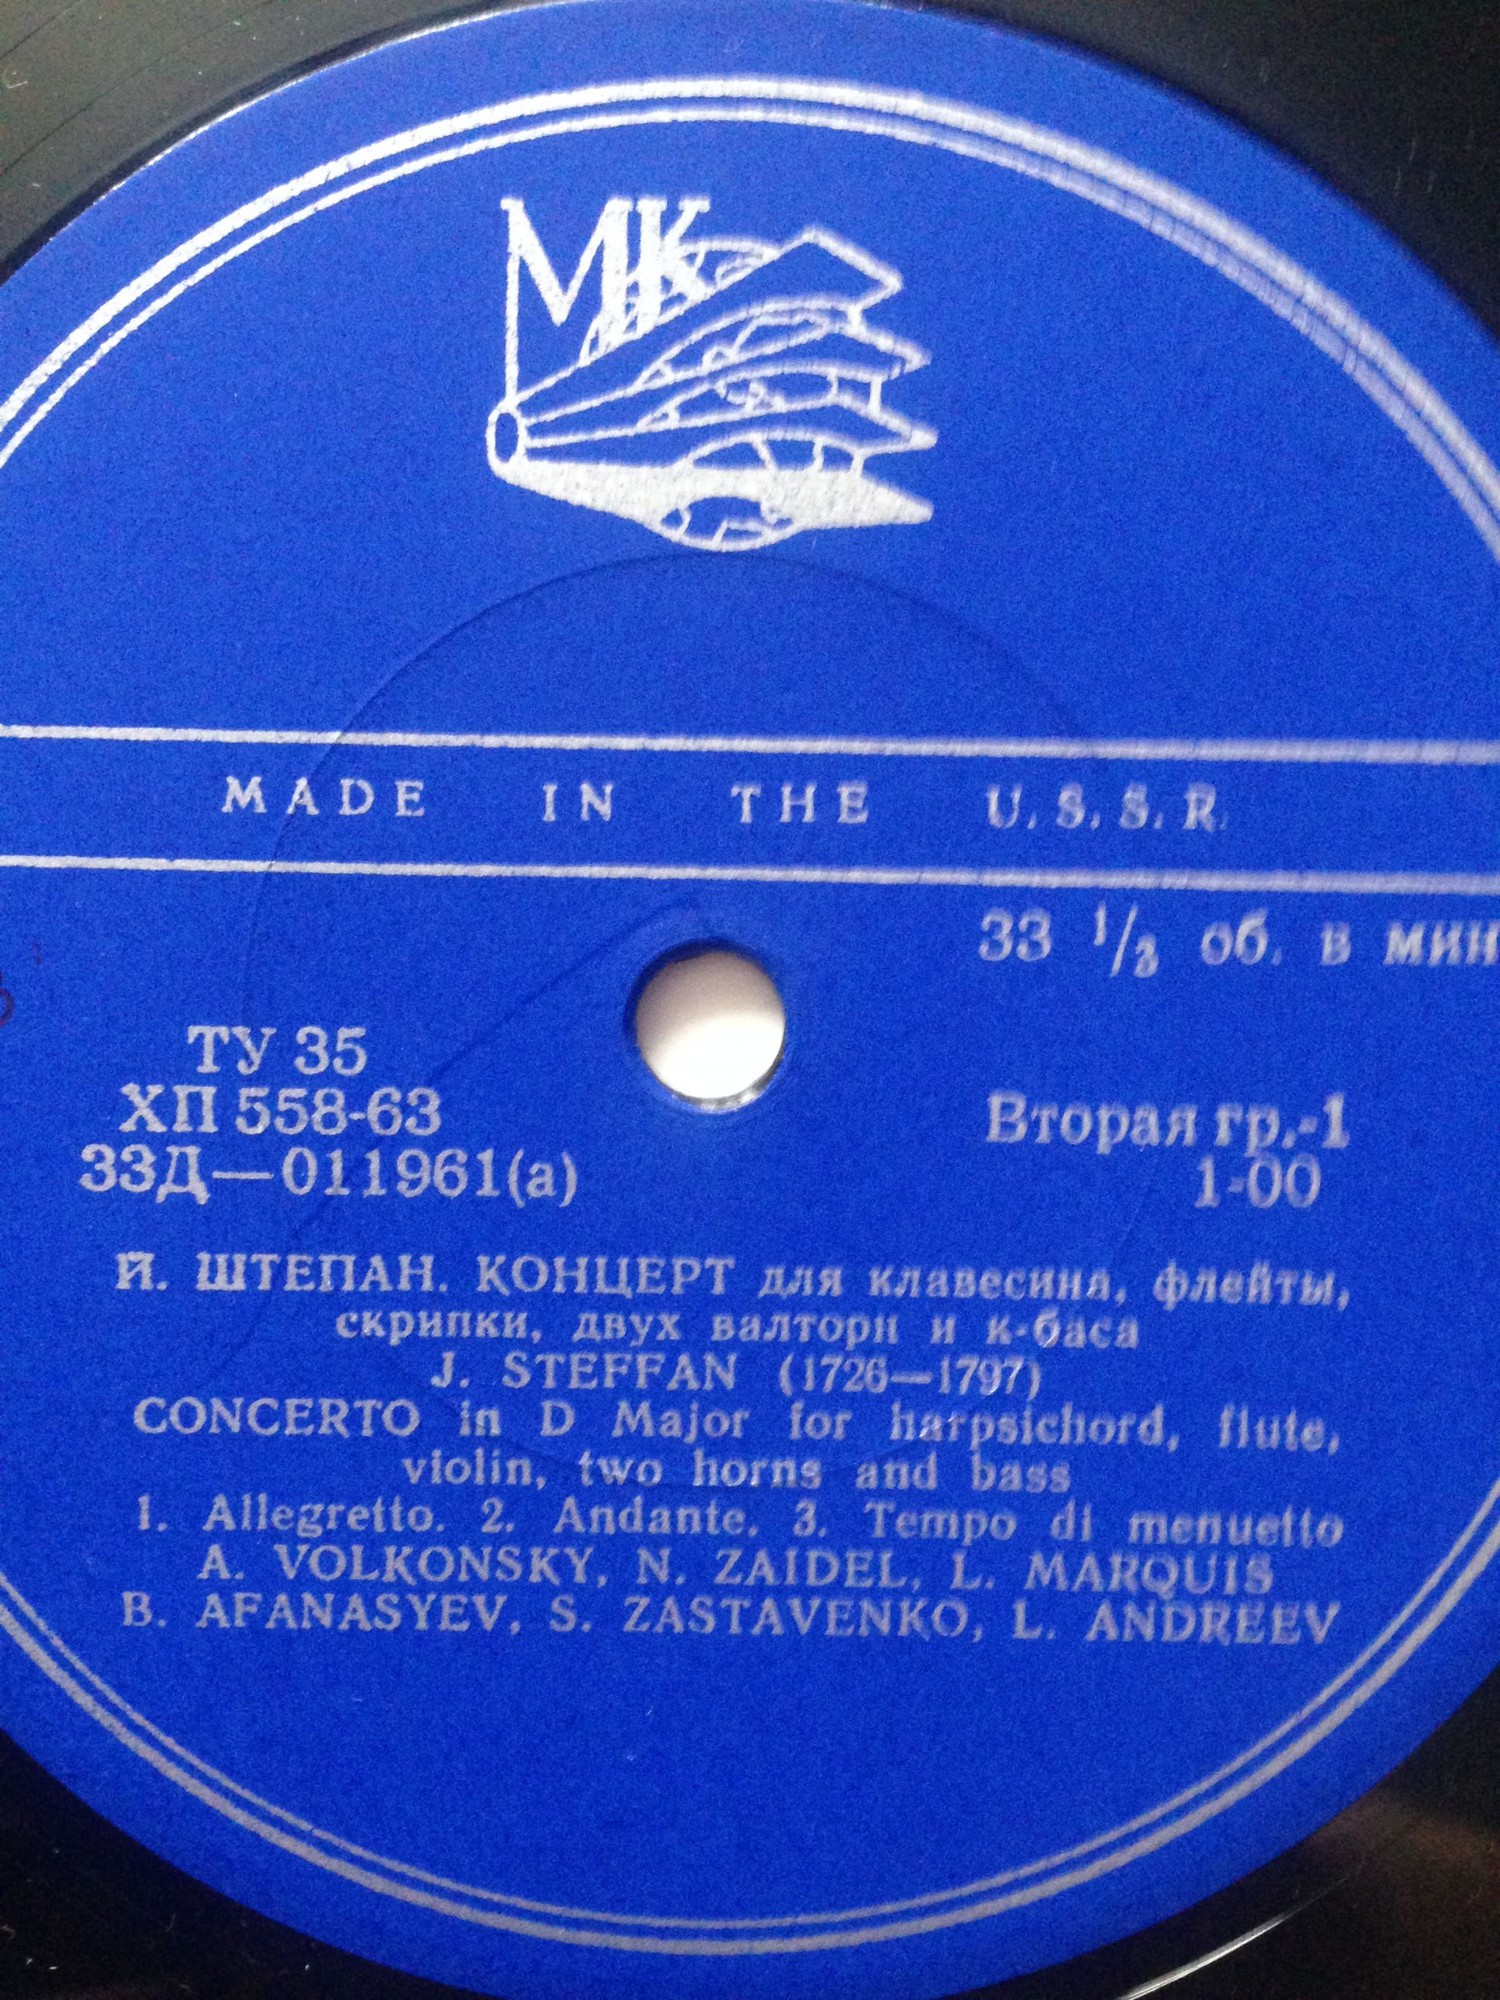 МК
MADE IN THE U.S.S.R.
33 1/3 об. в мин
ТУ 35
ХП 558-63
33Д—011961(а)
Вторая гр.-1
1-00
Й. ШТЕПАН. КОНЦЕРТ для клавесина, флейты,
скрипки, двух валторн и к-баса
J. STEFFAN (1726—1797)
CONCERTO in D Major for harpsichord, flute,
violin, two horns and bass
1. Allegretto. 2. Andante. 3. Tempo di menuetto
A. VOLKONSKY, N. ZAIDEL, L. MARQUIS
B. AFANASYEV, S. ZASTAVENKO, L. ANDREEV